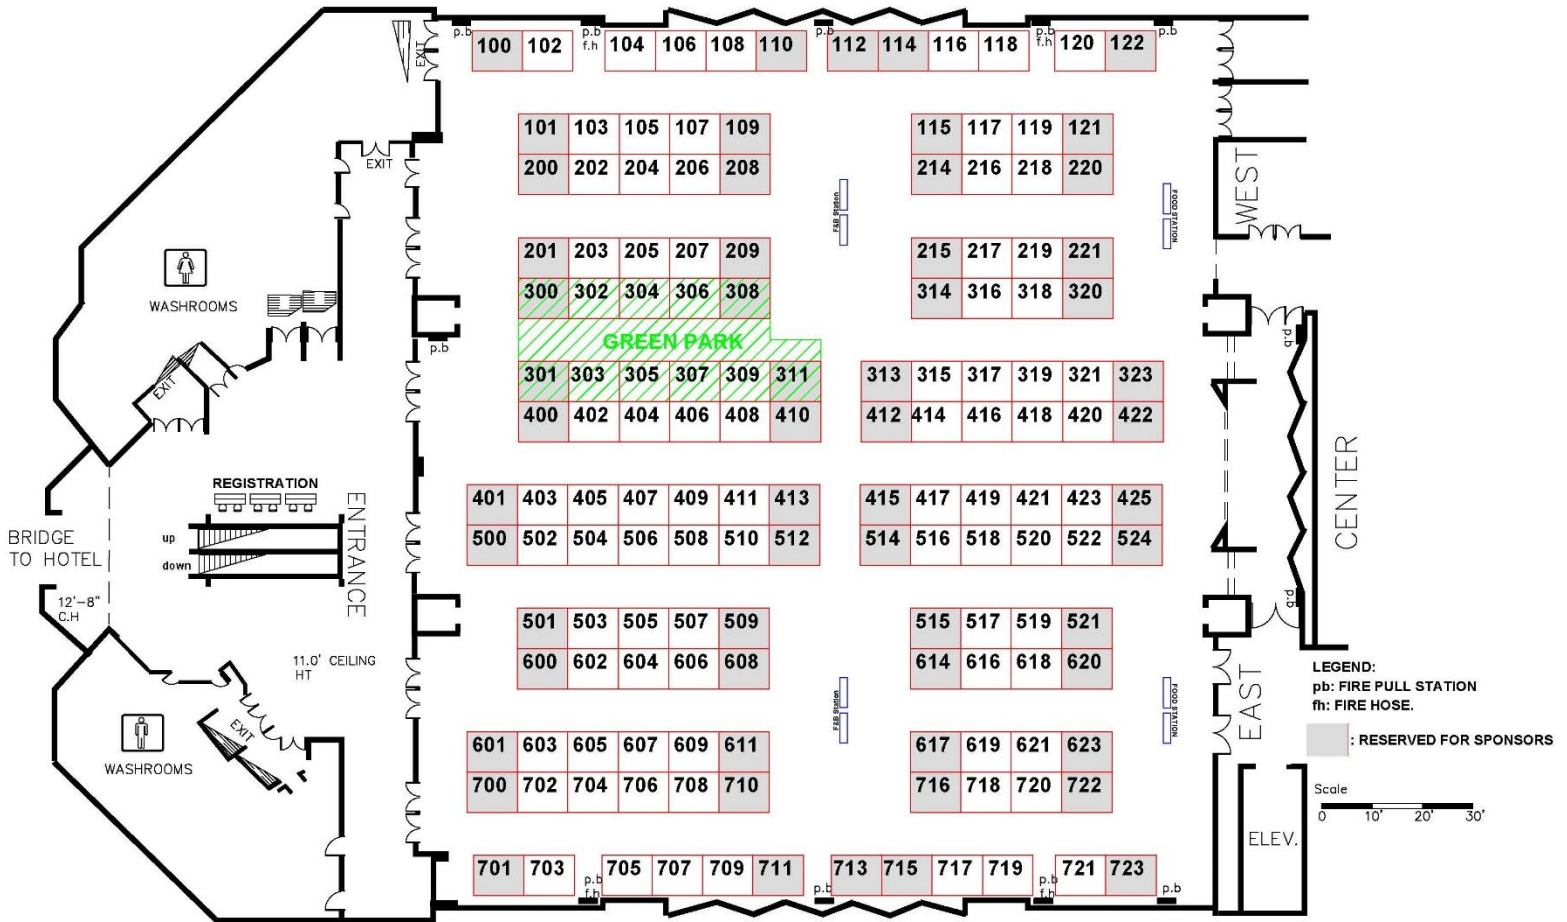 p.b
p.b
f.h
p.b
p.b
f.h
p.b
EXIT
100 102 104 106 108 110 112 114 116 118 120 122
101 103 105 107 109 115 117 119 121
EXIT
200 202 204 206 208 214 216 218 220
F&B Station
FOOD STATION
WEST
201 203 205 207 209 215 217 219 221
WASHROOMS
300 302 304 306 308 314 316 318 320
p.b
GREEN PARK
p.b
EXIT
301 303 305 307 309 311 313 315 317 319 321 323
400 402 404 406 408 410 412 414 416 418 420 422
CENTER
REGISTRATION
ENTRANCE
401 403 405 407 409 411 413 415 417 419 421 423 425
BRIDGE
TO HOTEL
up
down
500 502 504 506 508 510 512 514 516 518 520 522 524
12'-8"
C.H
p.b
501 503 505 507 509 515 517 519 521
11.0' CEILING
HT
600 602 604 606 608 614 616 618 620
F&B Station
FOOD STATION
EAST
LEGEND:
pb: FIRE PULL STATION
fh: FIRE HOSE.
: RESERVED FOR SPONSORS
EXIT
WASHROOMS
601 603 605 607 609 611 617 619 621 623
700 702 704 706 708 710 716 718 720 722
Scale
0 10' 20' 30'
ELEV.
701 703 705 707 709 711 713 715 717 719 721 723
p.b
f.h
p.b
p.b
f.h
p.b